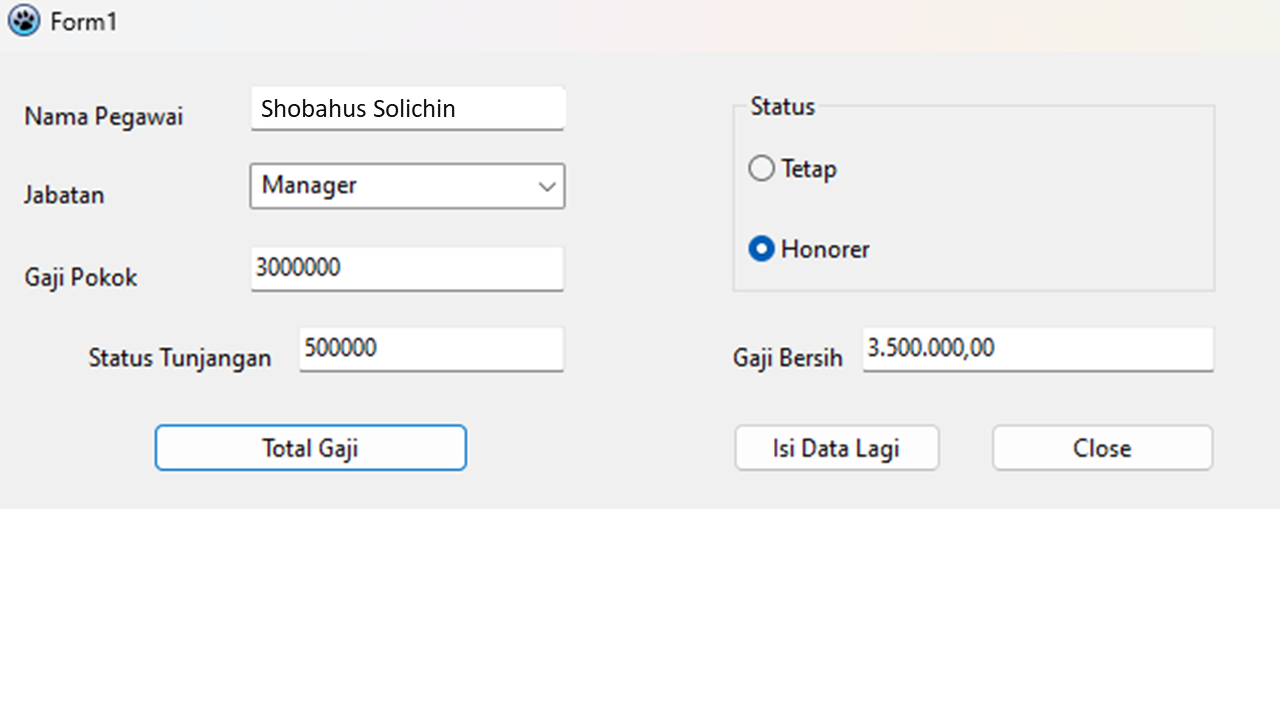 Form1
Nama Pegawai
Shobahus Solichin
Jabatan
Manager
Gaji Pokok
3000000
Status Tunjangan
500000
Total Gaji
Status
Tetap
Honorer
Gaji Bersih
3.500.000,00
Isi Data Lagi
Close